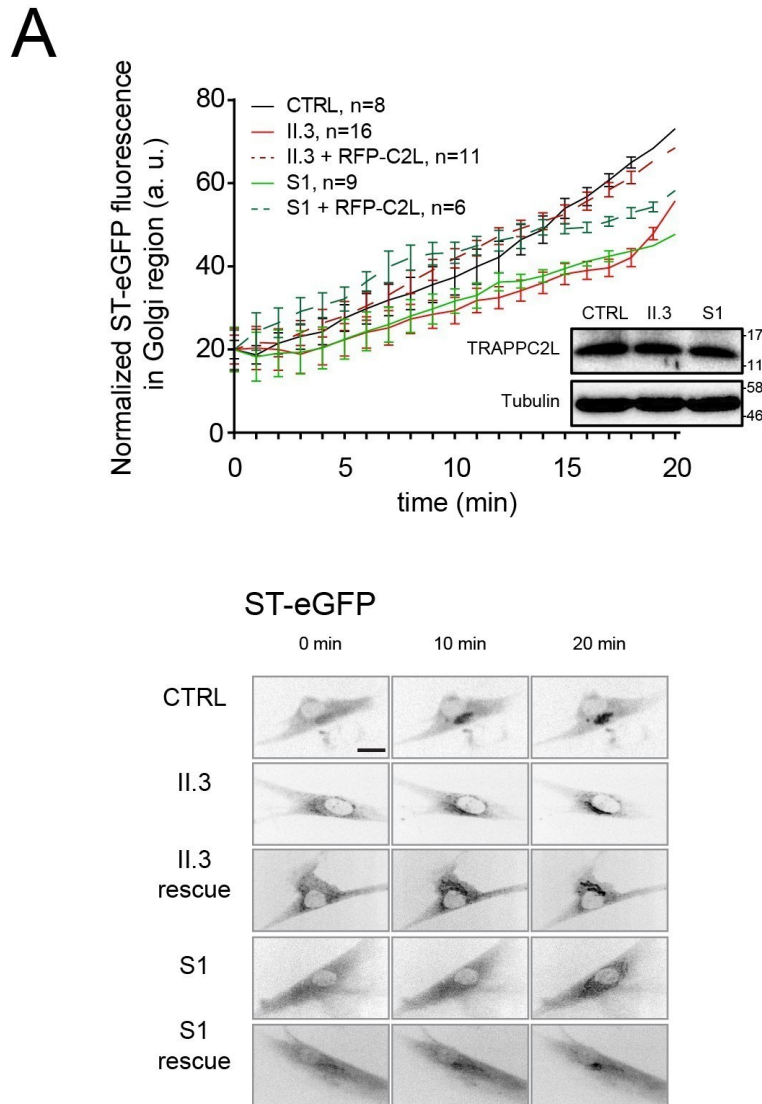 A
Normalized ST-eGFP fluorescence
in Golgi region (a. u.)
80
60
40
20
0
CTRL, n=8
II.3, n=16
II.3 + RFP-C2L, n=11
S1, n=9
S1 + RFP-C2L, n=6
CTRL II.3 S1
TRAPPC2L
-17
-11
Tubulin
-58
-46
0 5 10 15 20
time (min)
ST-eGFP
0 min 10 min 20 min
CTRL
II.3
II.3
rescue
S1
S1
rescue